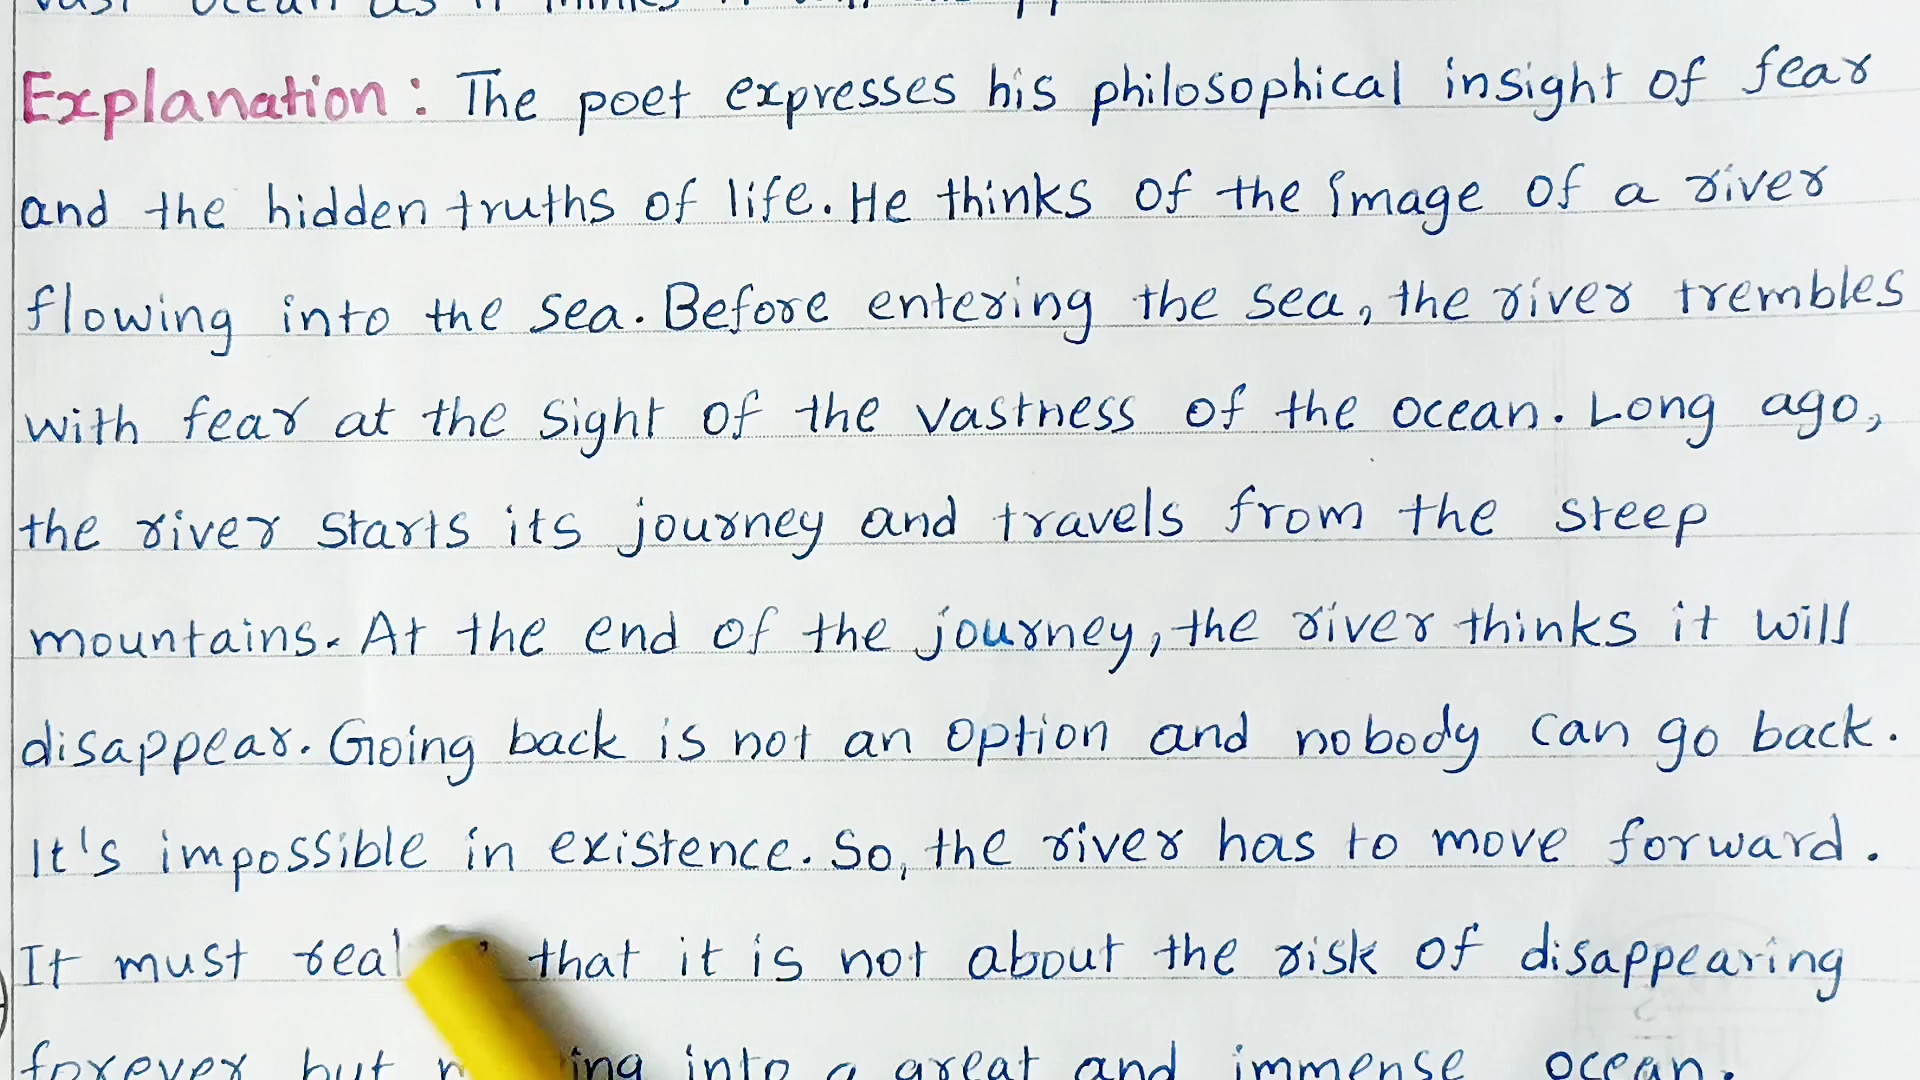 Explanation : The poet expresses his philosophical insight of fear
and the hidden truths of life. He thinks of the image of a river
flowing into the sea. Before entering the sea, the river trembles
with fear at the sight of the vastness of the ocean. Long ago,
the river starts its journey and travels from the steep
mountains. At the end of the journey, the river thinks it will
disappear. Going back is not an option and nobody can go back.
It's impossible in existence. So, the river has to move forward.
It must that it is not about the risk of disappearing
forever but into a great and immense ocean.